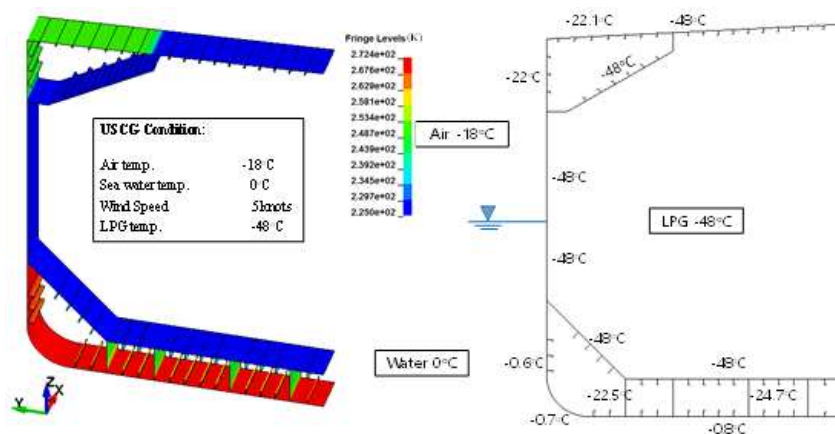 Fringe Levels (K)
2.724e+02
2.676e+02
2.629e+02
2.581e+02
2.534e+02
2.487e+02
2.439e+02
2.392e+02
2.345e+02
2.297e+02
2.250e+02
USCG Condition:
Air temp. -18°C
Sea water temp. 0°C
Wind Speed 5knots
LPG temp. -48°C
Z
X
Y
-22.1°C
-48°C
-22°C
-48°C
Air -18°C
-48°C
LPG -48°C
-48°C
Water 0°C
-48°C
-0.6°C
-48°C
-22.5°C
-24.7°C
-0.7°C
-0.8°C